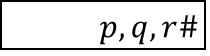 p, q, r#